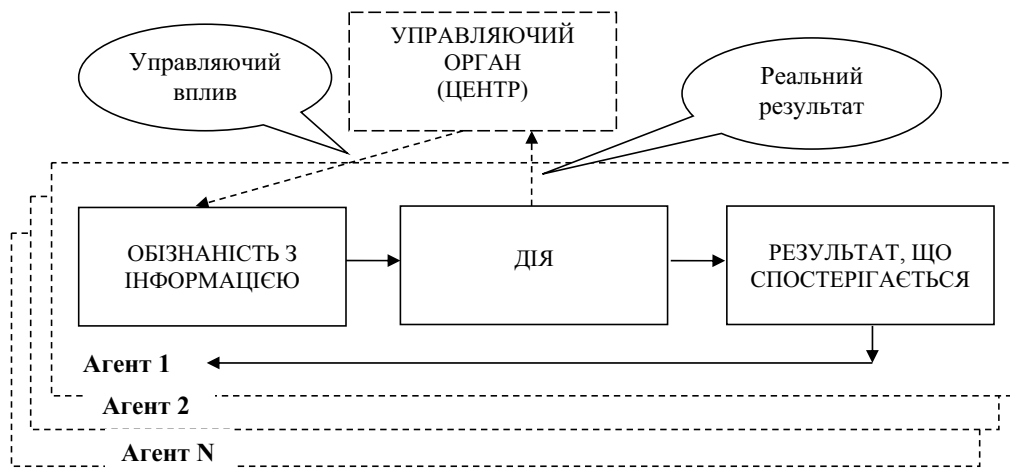 Управляючий
вплив
УПРАВЛЯЮЧИЙ
ОРГАН
(ЦЕНТР)
Реальний
результат
ОБІЗНАНІСТЬ З
ІНФОРМАЦІЄЮ
ДІЯ
РЕЗУЛЬТАТ, ЩО
СПОСТЕРІГАЄТЬСЯ
Агент 1
Агент 2
Агент N